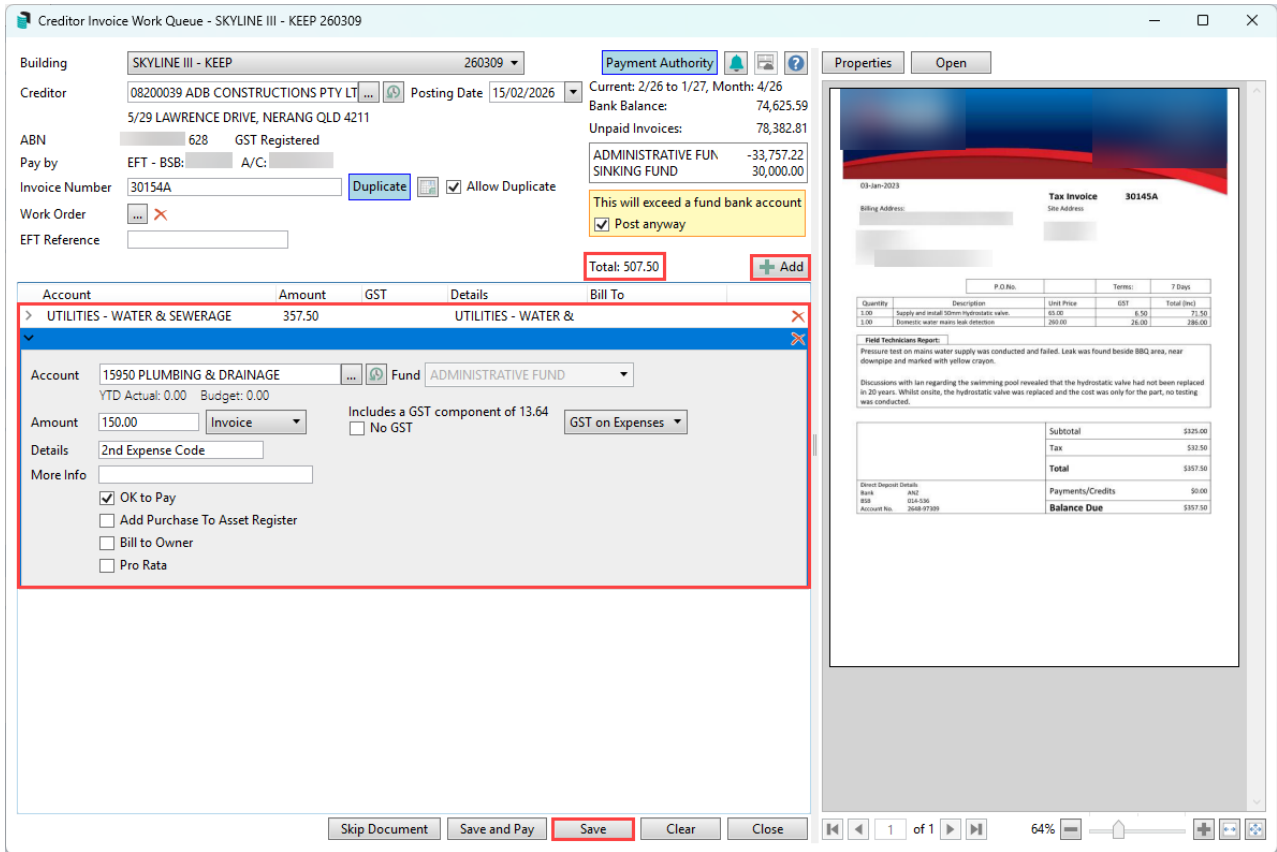 Creditor Invoice Work Queue - SKYLINE III - KEEP 260309
Building SKYLINE III - KEEP 260309
Creditor 08200039 ADB CONSTRUCTIONS PTY LT ... Posting Date 15/02/2026
5/29 LAWRENCE DRIVE, NERANG QLD 4211
ABN 628 GST Registered
Pay by EFT - BSB: A/C:
Invoice Number 30154A Duplicate Allow Duplicate
Work Order ...
EFT Reference
Payment Authority
Current: 2/26 to 1/27, Month: 4/26
Bank Balance: 74,625.59
Unpaid Invoices: 78,382.81
ADMINISTRATIVE FUN -33,757.22
SINKING FUND 30,000.00
This will exceed a fund bank account
Post anyway
Total: 507.50 Add
Account Amount GST Details Bill To
UTILITIES - WATER & SEWERAGE 357.50 UTILITIES - WATER &
Account 15950 PLUMBING & DRAINAGE ... Fund ADMINISTRATIVE FUND
YTD Actual: 0.00 Budget: 0.00
Amount 150.00 Invoice Includes a GST component of 13.64 GST on Expenses
No GST
Details 2nd Expense Code
More Info
OK to Pay
Add Purchase To Asset Register
Bill to Owner
Pro Rata
Skip Document Save and Pay Save Clear Close
Properties Open
03-Jan-2023
Tax Invoice 30145A
Billing Address: Site Address
P.O.No. Terms: 7 Days
Quantity Description Unit Price GST Total (Inc)
1.00 Supply and install 50mm Hydrostatic valve. 65.00 6.50 71.50
1.00 Domestic water mains leak detection 260.00 26.00 286.00
Field Technicians Report:
Pressure test on mains water supply was conducted and failed. Leak was found beside BBQ area, near
downpipe and marked with yellow crayon.
Discussions with Ian regarding the swimming pool revealed that the hydrostatic valve had not been replaced
in 20 years. Whilst onsite, the hydrostatic valve was replaced and the cost was only for the part, no testing
was conducted.
Subtotal $325.00
Tax $32.50
Total $357.50
Direct Deposit Details
Bank ANZ
BSB 014-536
Account No. 2648-97309
Payments/Credits $0.00
Balance Due $357.50
1 of 1 64%